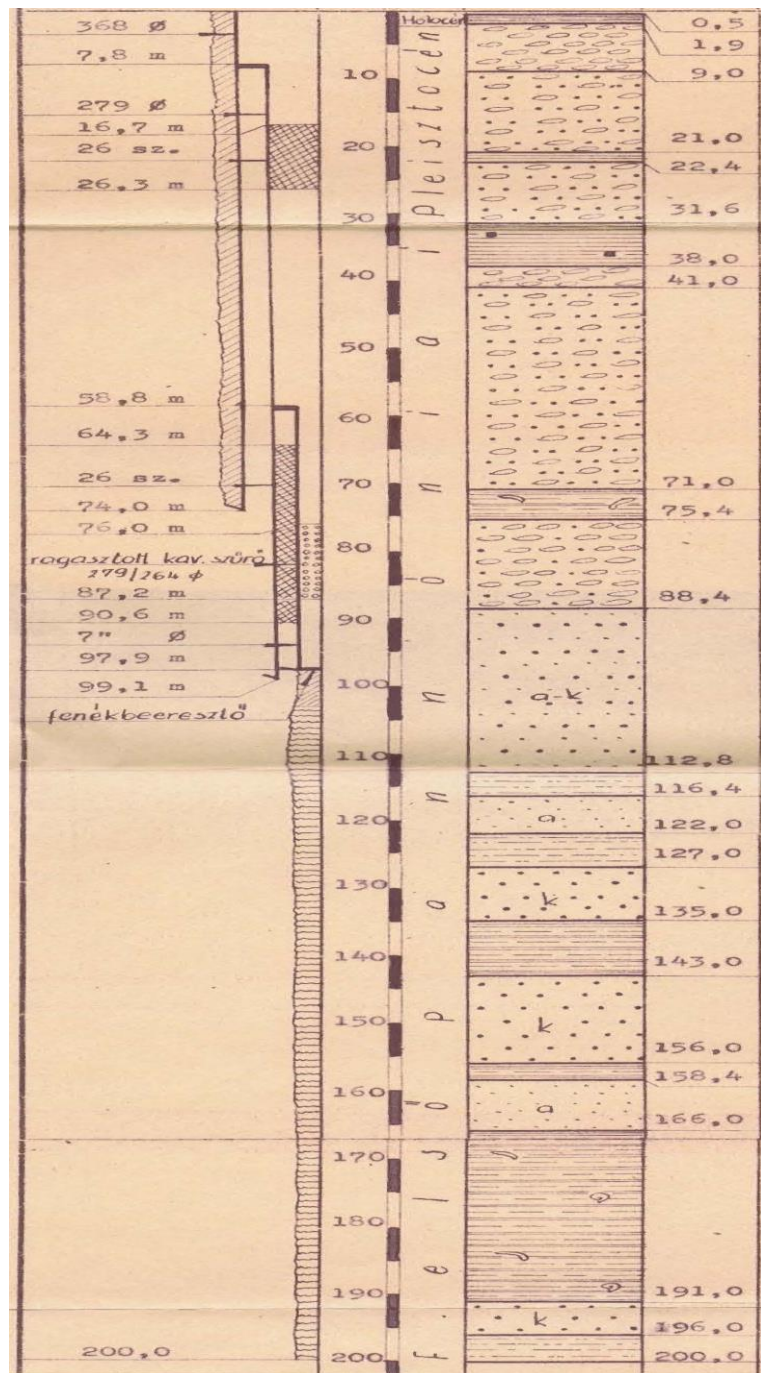 368 Ø
7,8 m
279 Ø
16,7 m
26 sz.
26,3 m
58,8 m
64,3 m
26 sz.
74,0 m
76,0 m
ragasztott kav. szűrő
279/264 ϕ
87,2 m
90,6 m
7" Ø
97,9 m
99,1 m
fenékbeeresztő
200,0
10
20
30
40
50
60
70
80
90
100
110
120
130
140
150
160
170
180
190
200
Holocén
Pleisztocén
F. első pannóniai
a-k
a
k
k
a
k
0,5
1,9
9,0
21,0
22,4
31,6
38,0
41,0
71,0
75,4
88,4
112,8
116,4
122,0
127,0
135,0
143,0
156,0
158,4
166,0
191,0
196,0
200,0